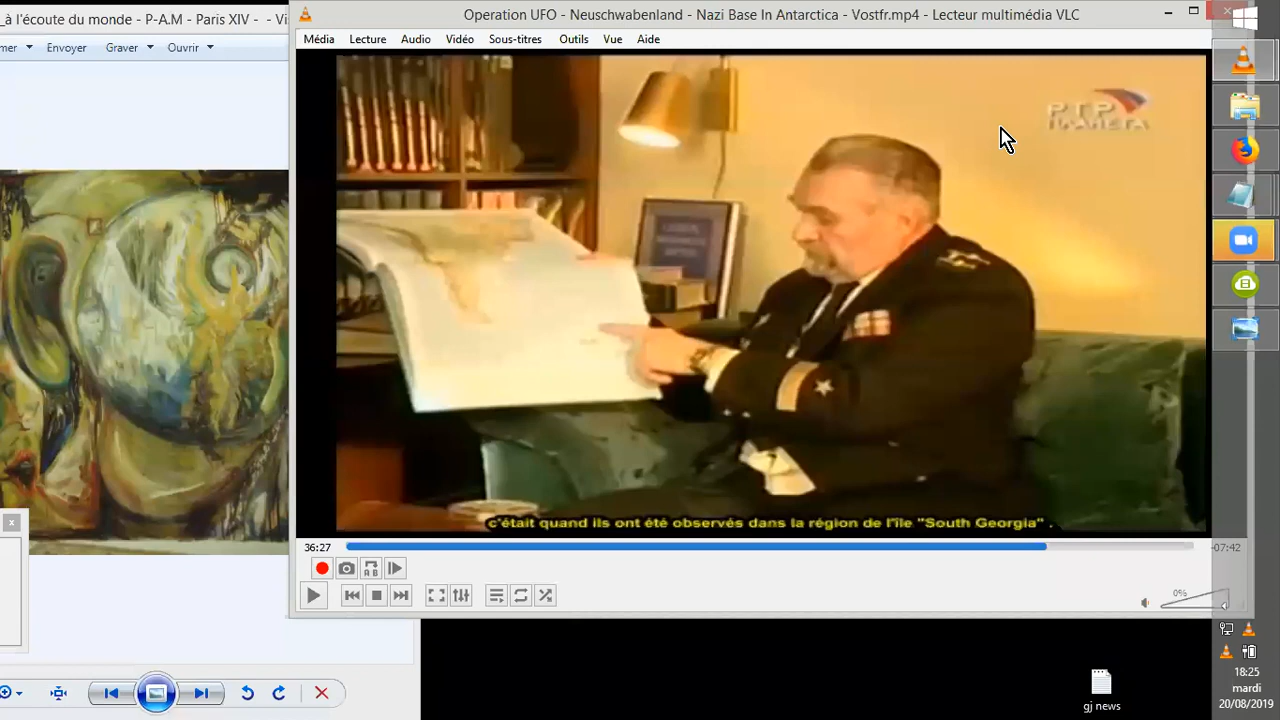 _à l'écoute du monde - P-A.M - Paris XIV -  - Vis
mer Envoyer Graver Ouvrir
Operation UFO - Neuschwabenland - Nazi Base In Antarctica - Vostfr.mp4 - Lecteur multimédia VLC
Média Lecture Audio Vidéo Sous-titres Outils Vue Aide
РТР
ПЛАНЕТА
c'était quand ils ont été observés dans la région de l'île "South Georgia" .
36:27
-07:42
A B
0%
gj news
18:25
mardi
20/08/2019